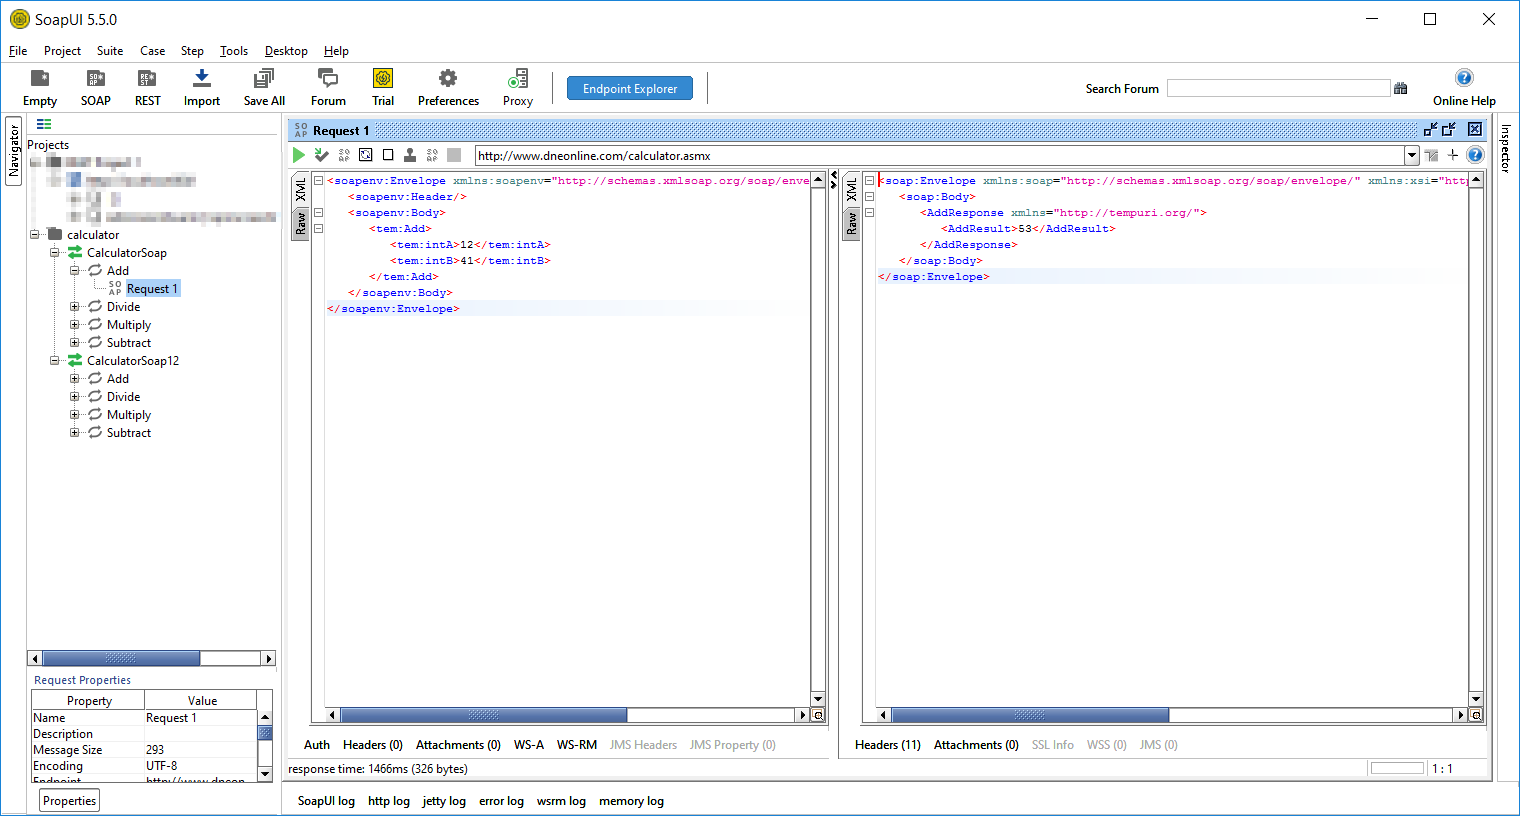 SoapUI 5.5.0
File Project Suite Case Step Tools Desktop Help
Empty SOAP REST Import Save All Forum Trial Preferences Proxy Endpoint Explorer Search Forum Online Help
Navigator
Inspector
Projects
calculator
CalculatorSoap
Add
Request 1
Divide
Multiply
Subtract
CalculatorSoap12
Add
Divide
Multiply
Subtract
Request Properties
Property Value
Name Request 1
Description
Message Size 293
Encoding UTF-8
Endpoint http://www.dneon
Properties
Request 1
http://www.dneonline.com/calculator.asmx
XML
Raw
<soapenv:Envelope xmlns:soapenv="http://schemas.xmlsoap.org/soap/enve
<soapenv:Header/>
<soapenv:Body>
<tem:Add>
<tem:intA>12</tem:intA>
<tem:intB>41</tem:intB>
</tem:Add>
</soapenv:Body>
</soapenv:Envelope>
XML
Raw
<soap:Envelope xmlns:soap="http://schemas.xmlsoap.org/soap/envelope/" xmlns:xsi="http
<soap:Body>
<AddResponse xmlns="http://tempuri.org/">
<AddResult>53</AddResult>
</AddResponse>
</soap:Body>
</soap:Envelope>
Auth Headers (0) Attachments (0) WS-A WS-RM JMS Headers JMS Property (0)
Headers (11) Attachments (0) SSL Info WSS (0) JMS (0)
response time: 1466ms (326 bytes)
1 : 1
SoapUI log http log jetty log error log wsrm log memory log